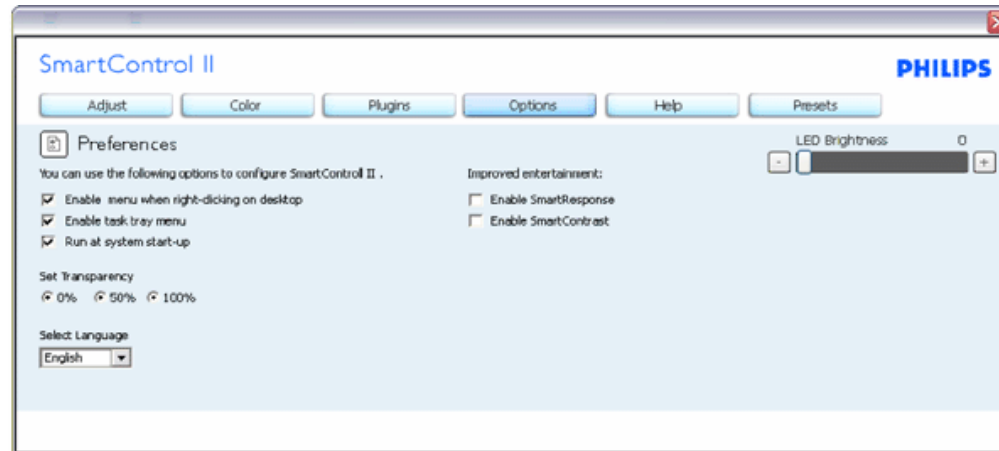 SmartControl II
PHILIPS
Adjust Color Plugins Options Help Presets
Preferences
LED Brightness 0
- +
You can use the following options to configure SmartControl II .
Improved entertainment:
Enable menu when right-clicking on desktop
Enable SmartResponse
Enable task tray menu
Enable SmartContrast
Run at system start-up
Set Transparency
0% 50% 100%
Select Language
English